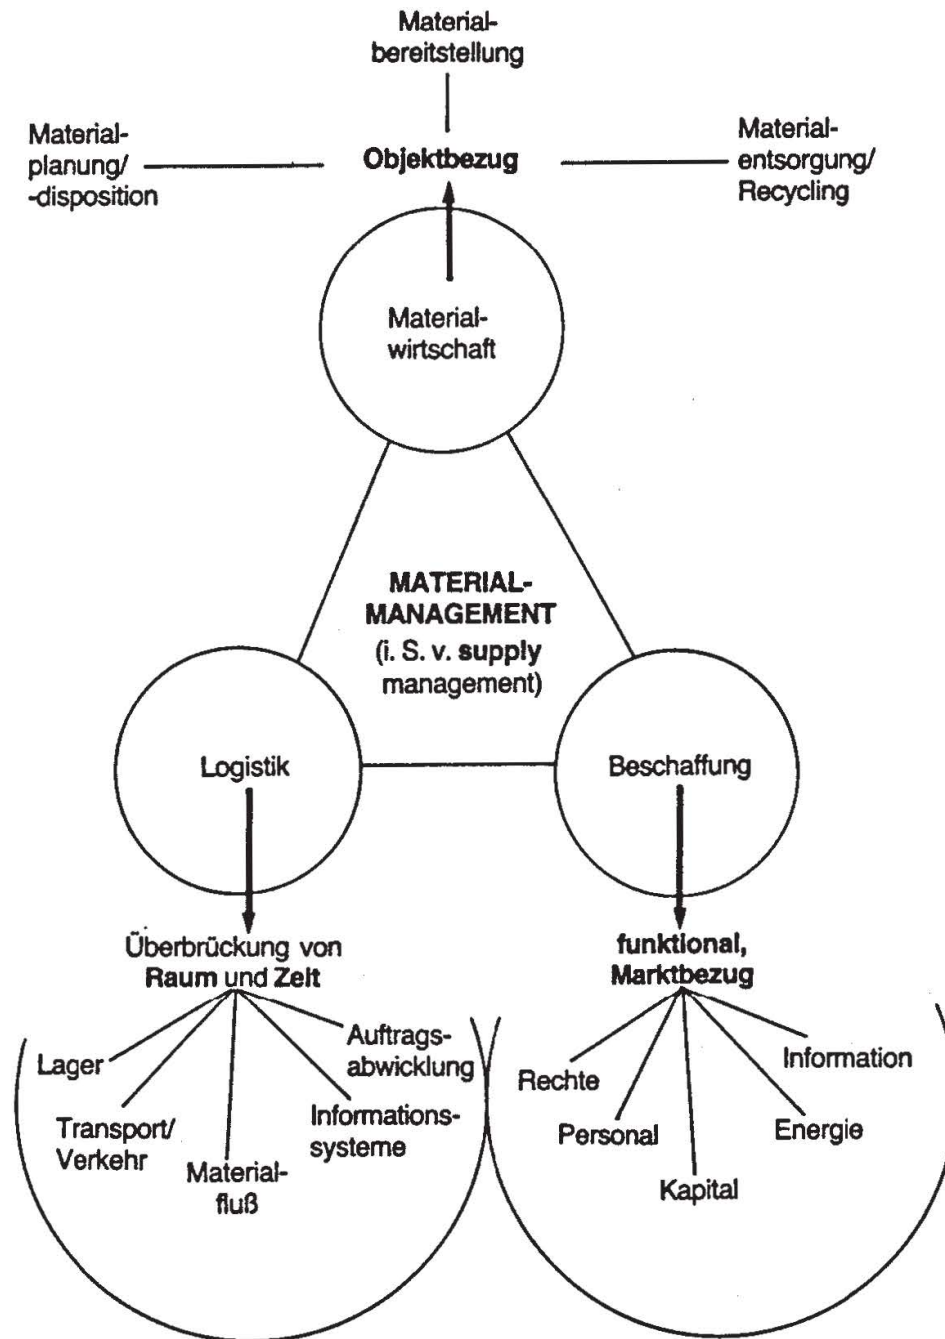 Material-
bereitstellung
Material-
planung/
-disposition
Objektbezug
Material-
entsorgung/
Recycling
Material-
wirtschaft
MATERIAL-
MANAGEMENT
(i. S. v. supply
management)
Logistik
Beschaffung
Überbrückung von
Raum und Zeit
funktional,
Marktbezug
Lager
Transport/
Verkehr
Material-
fluß
Informations-
systeme
Auftrags-
abwicklung
Rechte
Personal
Kapital
Energie
Information